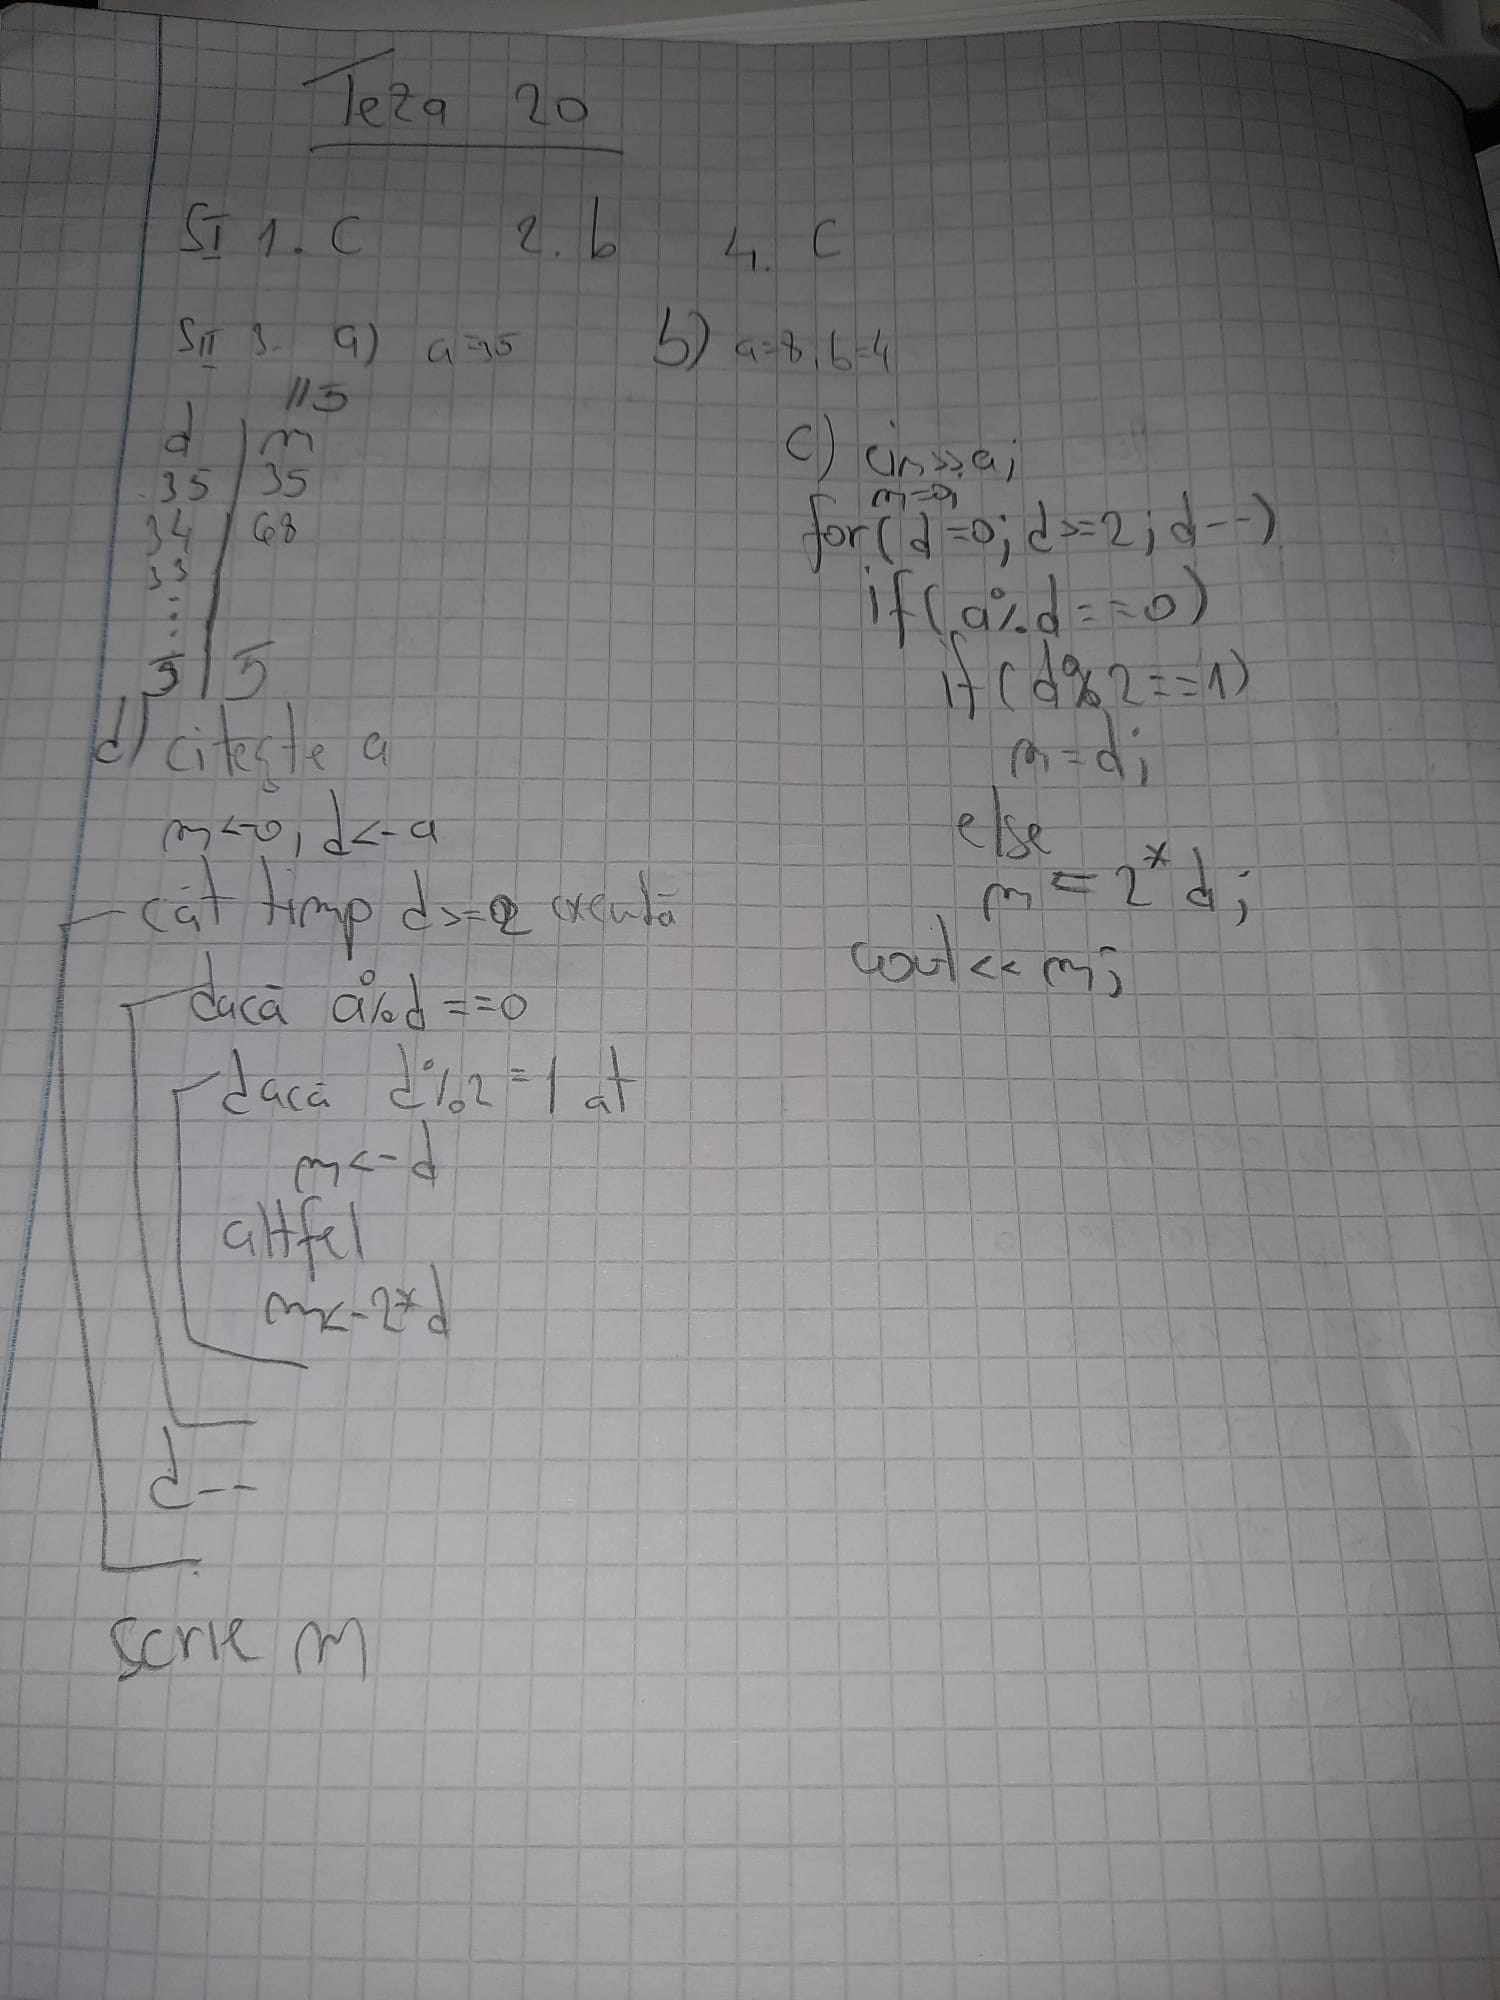 Teza 20
SI 1. C 2. b 4. C
SII 3. a) a=35 b) a=8, b=4
115
d m
35 35
34 68
33
:
:
5 5
c) cin>>a;
m=0;
for(d=0; d>=2; d--)
if(a%d==0)
if(d%2==1)
m=d;
else
m=2*d;
cout<<m;
d) citește a
m<-0, d<-a
cât timp d>=2 execută
dacă a%d==0
dacă d%2=1 at
m<-d
altfel
m<-2*d
d--
scrie m